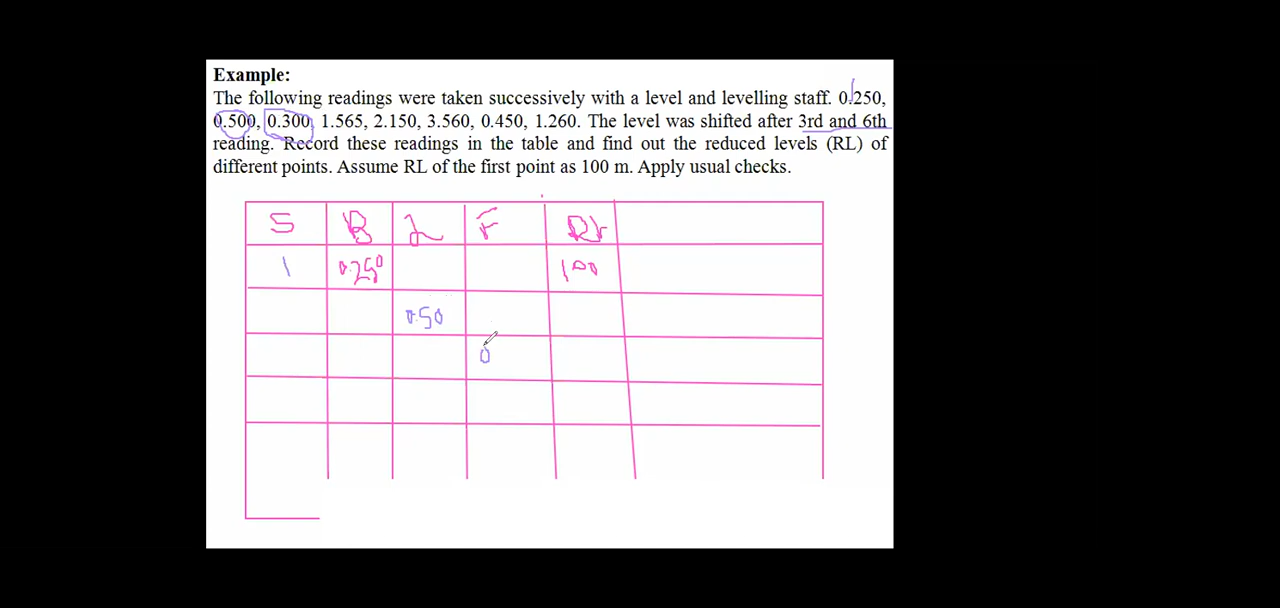 Example:
The following readings were taken successively with a level and levelling staff. 0.250,
0.500, 0.300, 1.565, 2.150, 3.560, 0.450, 1.260. The level was shifted after 3rd and 6th
reading. Record these readings in the table and find out the reduced levels (RL) of
different points. Assume RL of the first point as 100 m. Apply usual checks.
S B I F RL
1 0.250 100
0.50
0